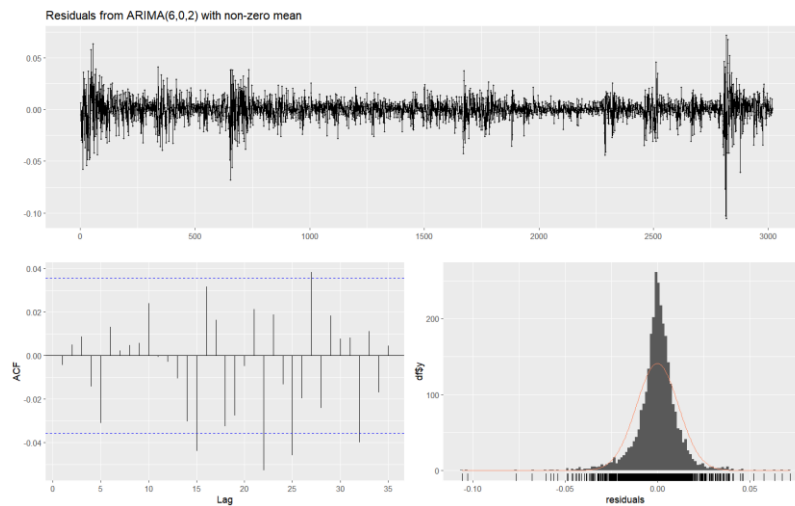 Residuals from ARIMA(6,0,2) with non-zero mean
0.05
0.00
-0.05
-0.10
0 500 1000 1500 2000 2500 3000
0.04
0.02
0.00
-0.02
-0.04
ACF
0 5 10 15 20 25 30 35
Lag
200
100
0
df$y
-0.10 -0.05 0.00 0.05
residuals